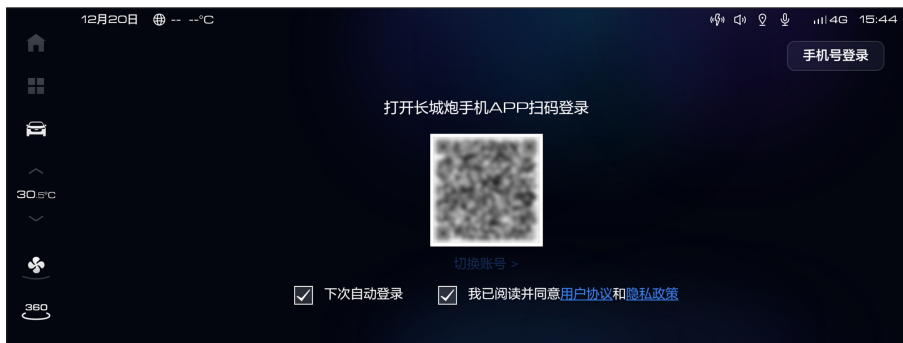 12月20日 -- --°C 4G 15:44
手机号登录
打开长城炮手机APP扫码登录
30.5°C
切换账号 >
下次自动登录 我已阅读并同意用户协议和隐私政策
360